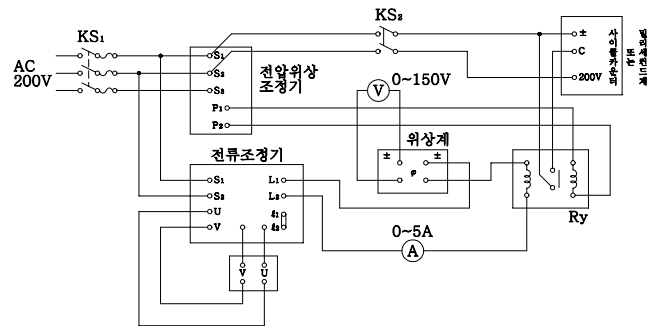 KS₁
KS₂
AC
200V
S₁
S₂
S₃
P₁
P₂
전압위상
조정기
0~150V
V
±
C
200V
사이클카운터
또는
밀리세컨드계
위상계
±
±
φ
전류조정기
S₁
S₂
U
V
L₁
L₂
ℓ₁
ℓ₂
0~5A
A
Ry
V
U